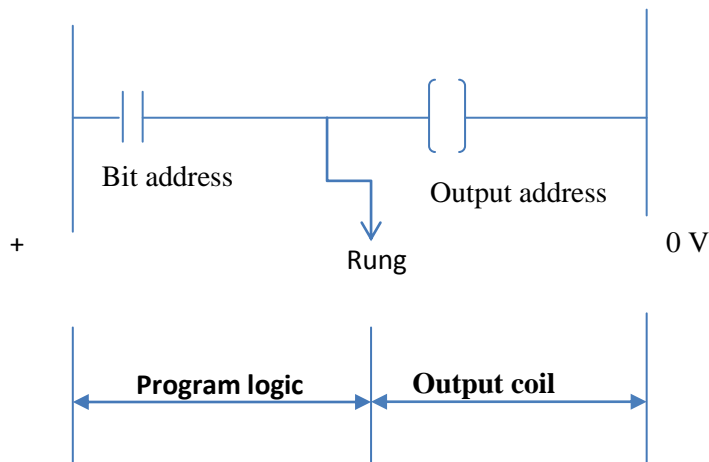 Bit address
Output address
+
0 V
Rung
Program logic
Output coil